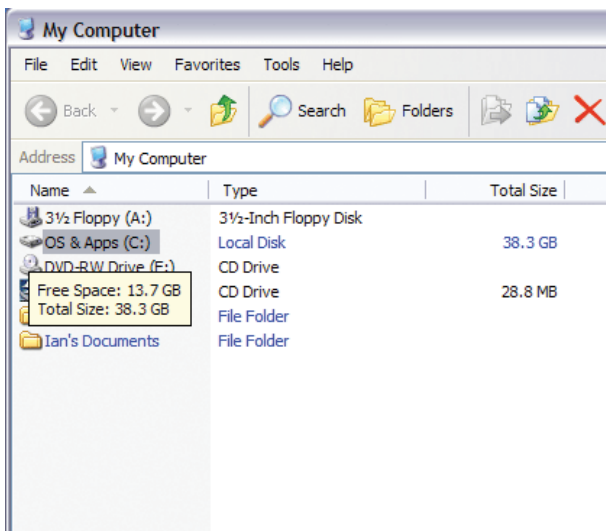 My Computer
File Edit View Favorites Tools Help
Back Search Folders
Address My Computer
Name Type Total Size
3½ Floppy (A:) 3½-Inch Floppy Disk
OS & Apps (C:) Local Disk 38.3 GB
DVD-RW Drive (E:) CD Drive
Free Space: 13.7 GB CD Drive 28.8 MB
Total Size: 38.3 GB File Folder
Ian's Documents File Folder